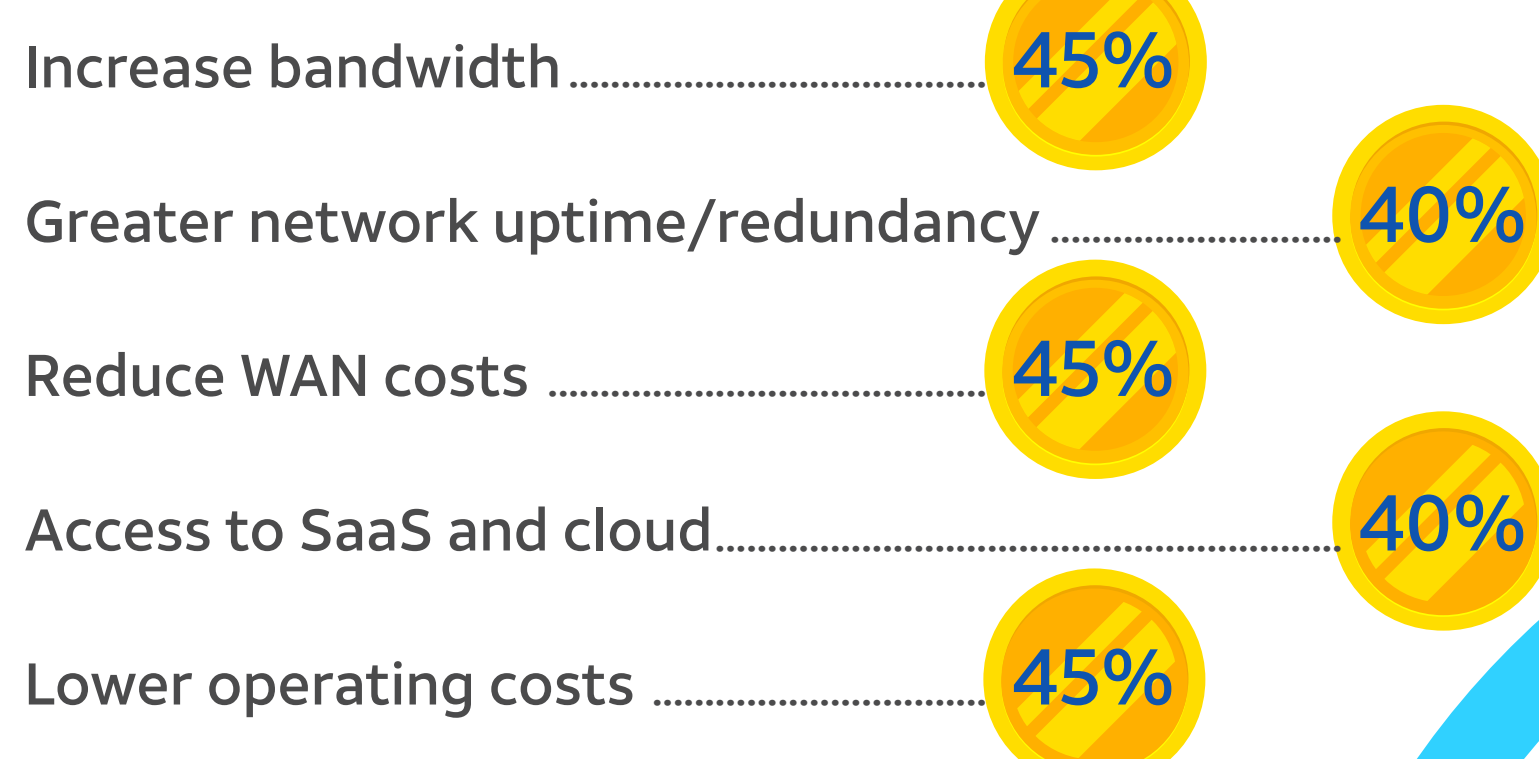 Increase bandwidth ........................................ 45%
Greater network uptime/redundancy ............................ 40%
Reduce WAN costs .......................................... 45%
Access to SaaS and cloud............................................................ 40%
Lower operating costs ................................ 45%